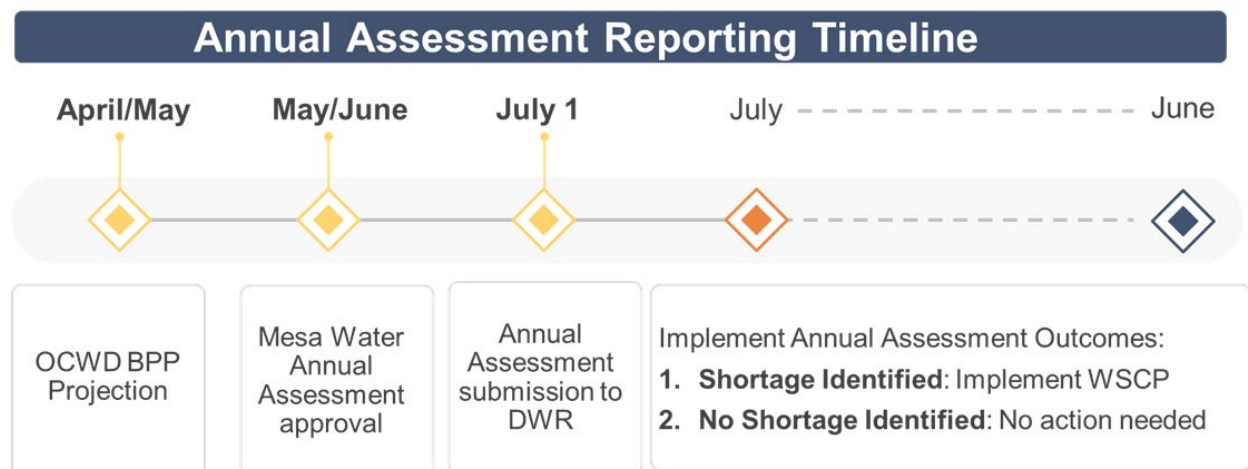 Annual Assessment Reporting Timeline
April/May
May/June
July 1
July
June
OCWD BPP
Projection
Mesa Water
Annual
Assessment
approval
Annual
Assessment
submission to
DWR
Implement Annual Assessment Outcomes:
1. Shortage Identified: Implement WSCP
2. No Shortage Identified: No action needed